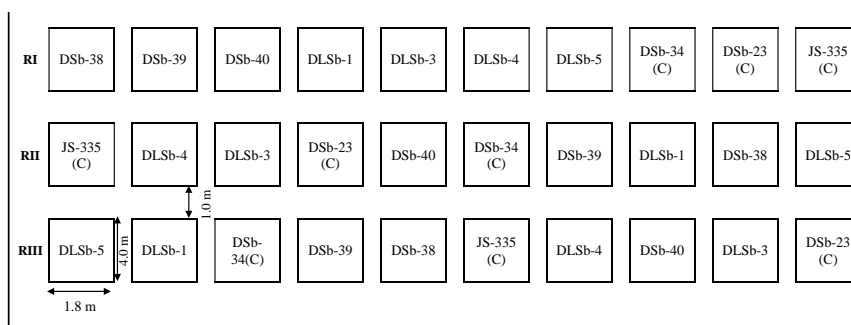 RI DSb-38 DSb-39 DSb-40 DLSb-1 DLSb-3 DLSb-4 DLSb-5 DSb-34 (C) DSb-23 (C) JS-335 (C)
RII JS-335 (C) DLSb-4 DLSb-3 DSb-23 (C) DSb-40 DSb-34 (C) DSb-39 DLSb-1 DSb-38 DLSb-5
1.0 m
RIII DLSb-5 4.0 m DLSb-1 DSb-34(C) DSb-39 DSb-38 JS-335 (C) DLSb-4 DSb-40 DLSb-3 DSb-23 (C)
1.8 m